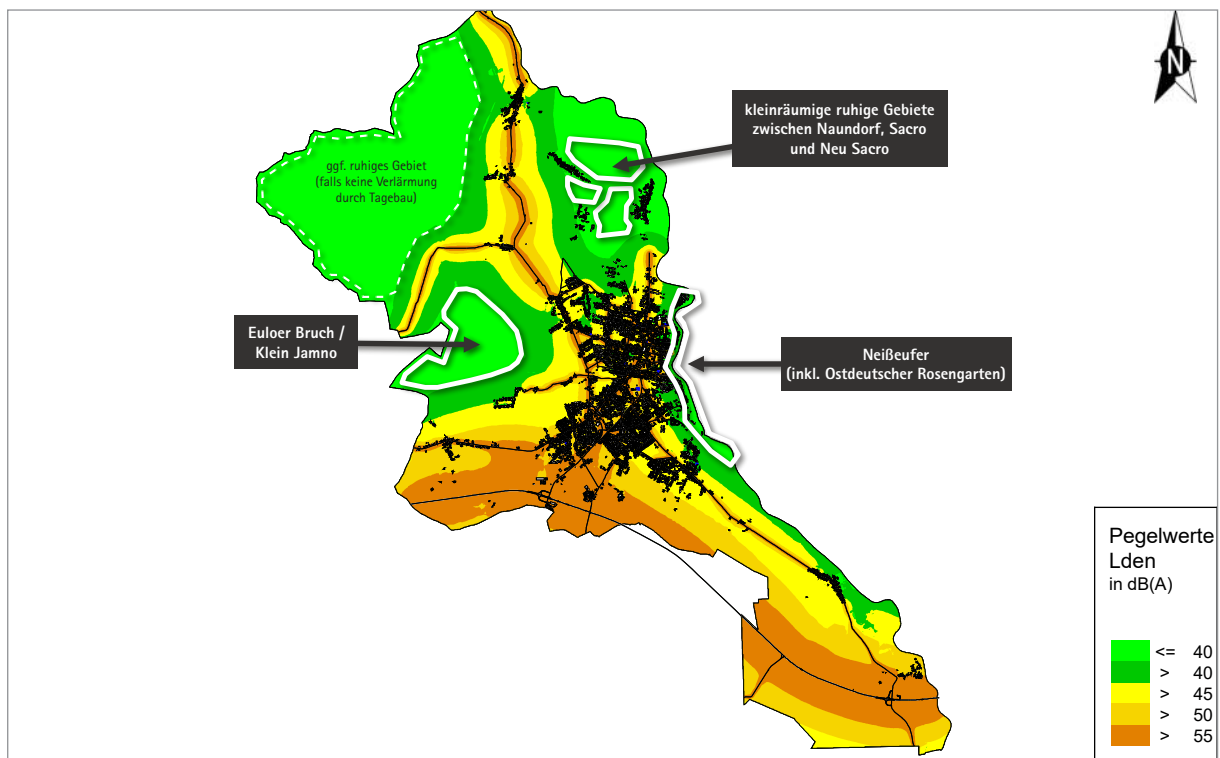 N
kleinräumige ruhige Gebiete
zwischen Naundorf, Sacro
und Neu Sacro
ggf. ruhiges Gebiet
(falls keine Verlärmung
durch Tagebau)
Euloer Bruch /
Klein Jamno
Neißeufer
(inkl. Ostdeutscher Rosengarten)
Pegelwerte
Lden
in dB(A)
<= 40
> 40
> 45
> 50
> 55